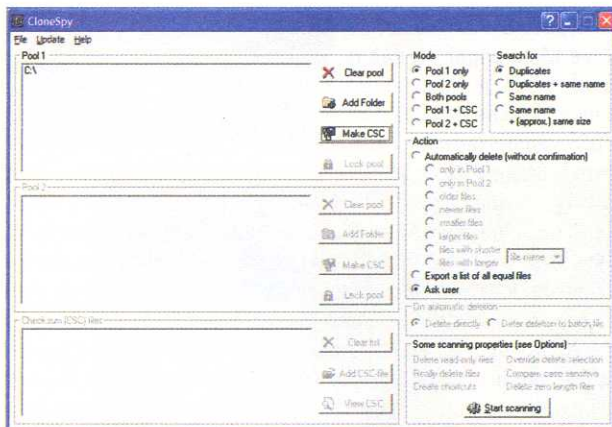 CloneSpy
File Update Help
Pool 1
C:\
Clear pool
Add Folder
Make CSC
Lock pool
Pool 2
Clear pool
Add Folder
Make CSC
Lock pool
Check sum (CSC) files
Clear list
Add CSC-file
View CSC
Mode
Pool 1 only
Pool 2 only
Both pools
Pool 1 + CSC
Pool 2 + CSC
Search for
Duplicates
Duplicates + same name
Same name
Same name
+ (approx.) same size
Action
Automatically delete (without confirmation)
only in Pool 1
only in Pool 2
older files
newer files
smaller files
larger files
files with shorter
files with longer
file name
Export a list of all equal files
Ask user
On automatic deletion
Delete directly Defer deletion to batch file
Some scanning properties (see Options)
Delete read-only files Override delete selection
Really delete files Compare case sensitive
Create shortcuts Delete zero length files
Start scanning